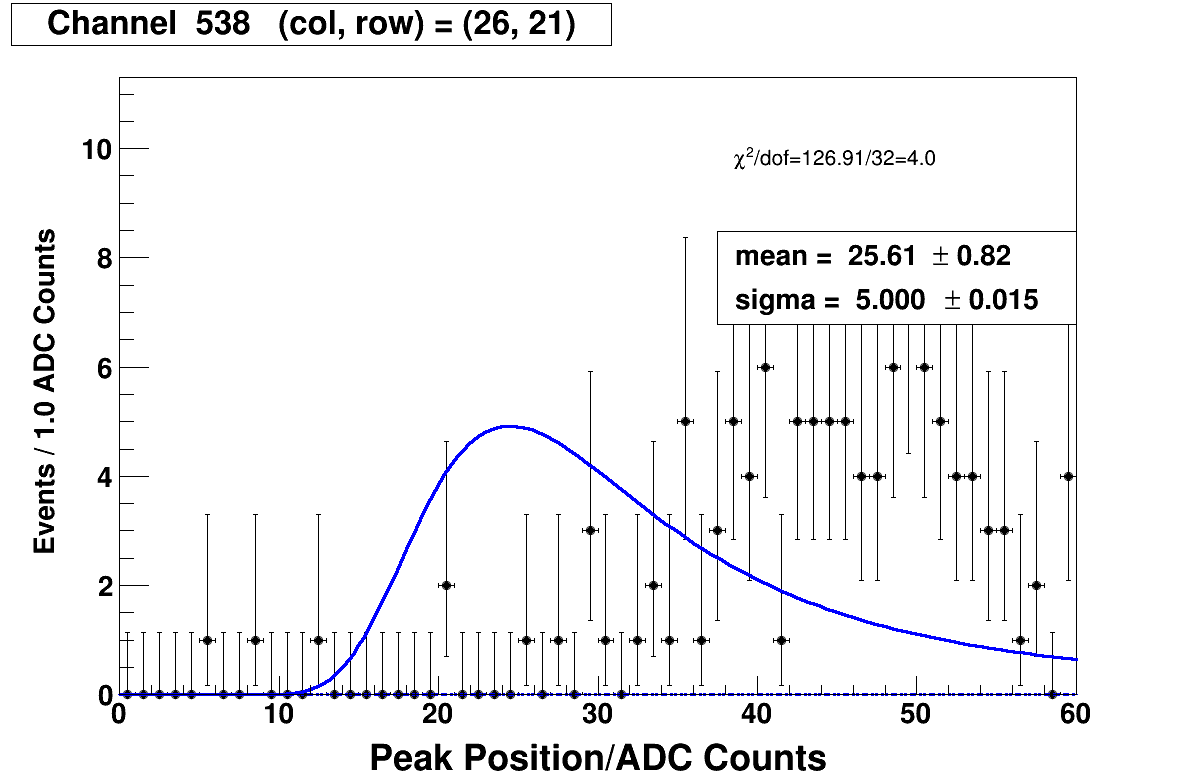 Channel 538 (col, row) = (26, 21)
10
χ²/dof=126.91/32=4.0
8
mean = 25.61 ± 0.82
sigma = 5.000 ± 0.015
6
4
2
0
Events / 1.0 ADC Counts
0 10 20 30 40 50 60
Peak Position/ADC Counts